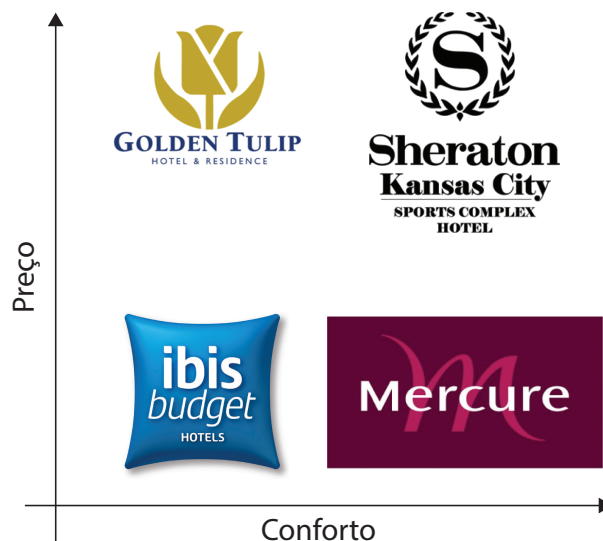 GOLDEN TULIP
HOTEL & RESIDENCE
S
Sheraton
Kansas City
SPORTS COMPLEX
HOTEL
Preço
ibis
budget
HOTELS
Mercure
Conforto